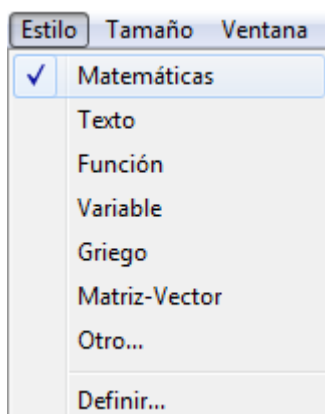 Estilo Tamaño Ventana
Matemáticas
Texto
Función
Variable
Griego
Matriz-Vector
Otro...
Definir...